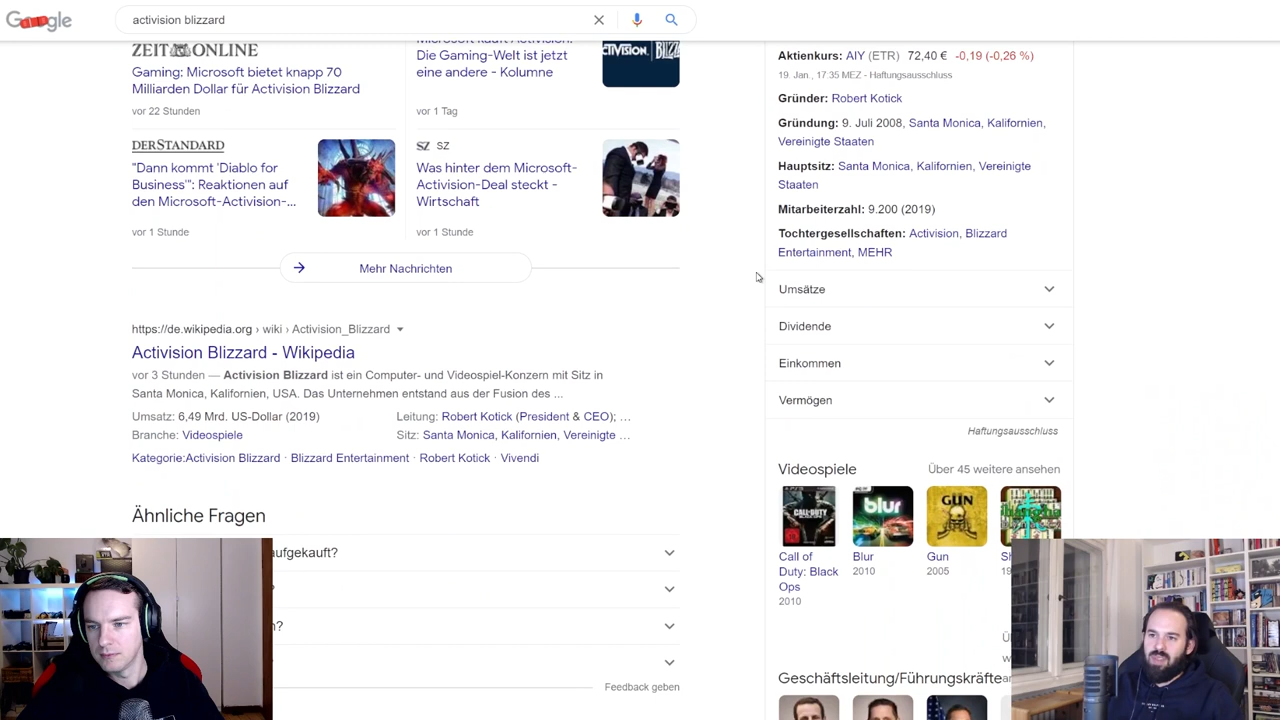 Google
activision blizzard
ZEIT ONLINE
Gaming: Microsoft bietet knapp 70
Milliarden Dollar für Activision Blizzard
vor 22 Stunden
Microsoft kauft Activision:
Die Gaming-Welt ist jetzt
eine andere - Kolumne
vor 1 Tag
DERSTANDARD
"Dann kommt 'Diablo for
Business'": Reaktionen auf
den Microsoft-Activision-...
vor 1 Stunde
SZ SZ
Was hinter dem Microsoft-
Activision-Deal steckt -
Wirtschaft
vor 1 Stunde
Mehr Nachrichten
https://de.wikipedia.org › wiki › Activision_Blizzard
Activision Blizzard - Wikipedia
vor 3 Stunden — Activision Blizzard ist ein Computer- und Videospiel-Konzern mit Sitz in
Santa Monica, Kalifornien, USA. Das Unternehmen entstand aus der Fusion des ...
Umsatz: 6,49 Mrd. US-Dollar (2019)
Leitung: Robert Kotick (President & CEO); …
Branche: Videospiele
Sitz: Santa Monica, Kalifornien, Vereinigte …
Kategorie:Activision Blizzard · Blizzard Entertainment · Robert Kotick · Vivendi
Ähnliche Fragen
aufgekauft?
?
n?
Feedback geben
Aktienkurs: AIY (ETR) 72,40 € -0,19 (-0,26 %)
19. Jan., 17:35 MEZ - Haftungsausschluss
Gründer: Robert Kotick
Gründung: 9. Juli 2008, Santa Monica, Kalifornien,
Vereinigte Staaten
Hauptsitz: Santa Monica, Kalifornien, Vereinigte
Staaten
Mitarbeiterzahl: 9.200 (2019)
Tochtergesellschaften: Activision, Blizzard
Entertainment, MEHR
Umsätze
Dividende
Einkommen
Vermögen
Haftungsausschluss
Videospiele
Über 45 weitere ansehen
CALL OF DUTY
blur
GUN
Call of
Duty: Black
Ops
2010
Blur
2010
Gun
2005
Geschäftsleitung/Führungskräfte